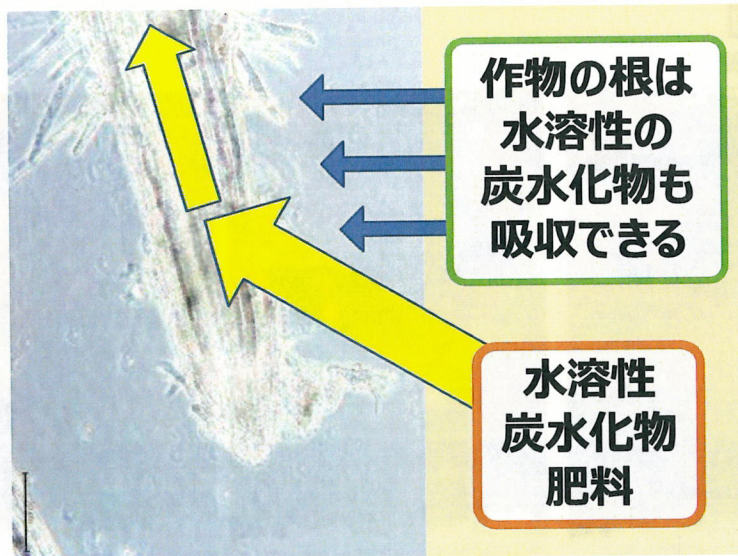 作物の根は
水溶性の
炭水化物も
吸収できる
水溶性
炭水化物
肥料